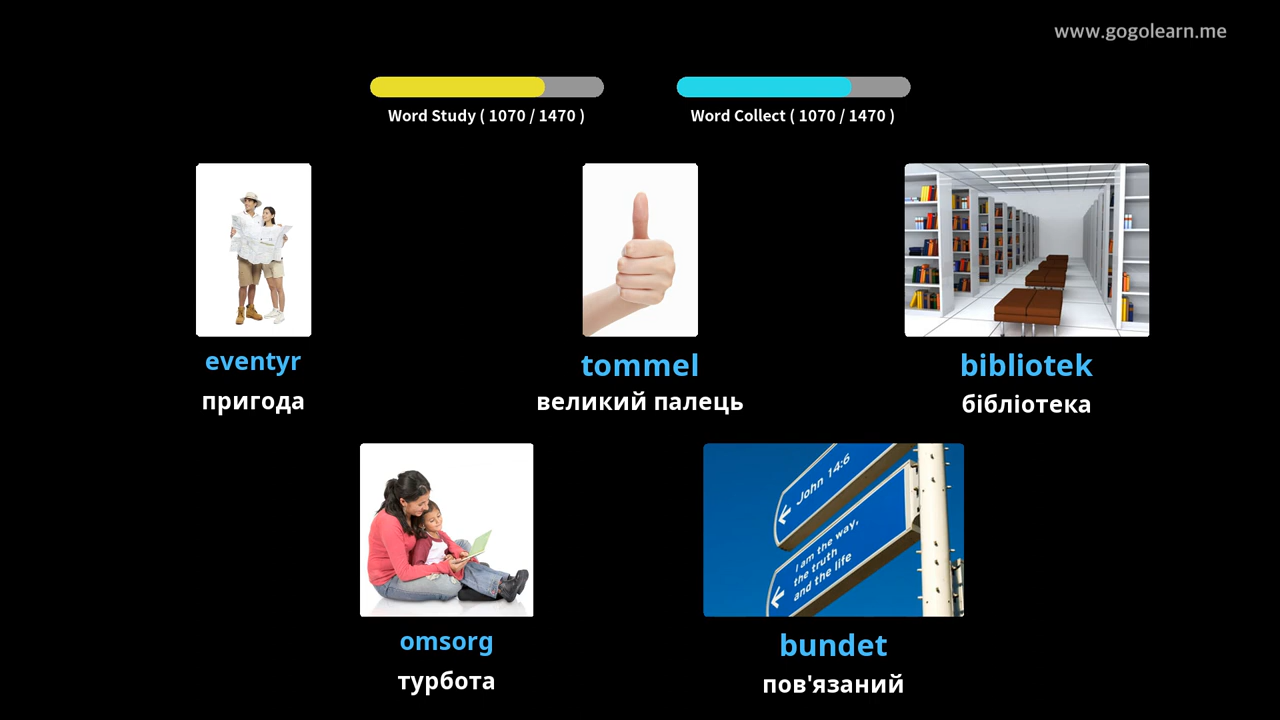 www.gogolearn.me
Word Study ( 1070 / 1470 )
Word Collect ( 1070 / 1470 )
eventyr
пригода
tommel
великий палець
bibliotek
бібліотека
John 14:6
I am the way,
the truth
and the life
omsorg
турбота
bundet
пов'язаний